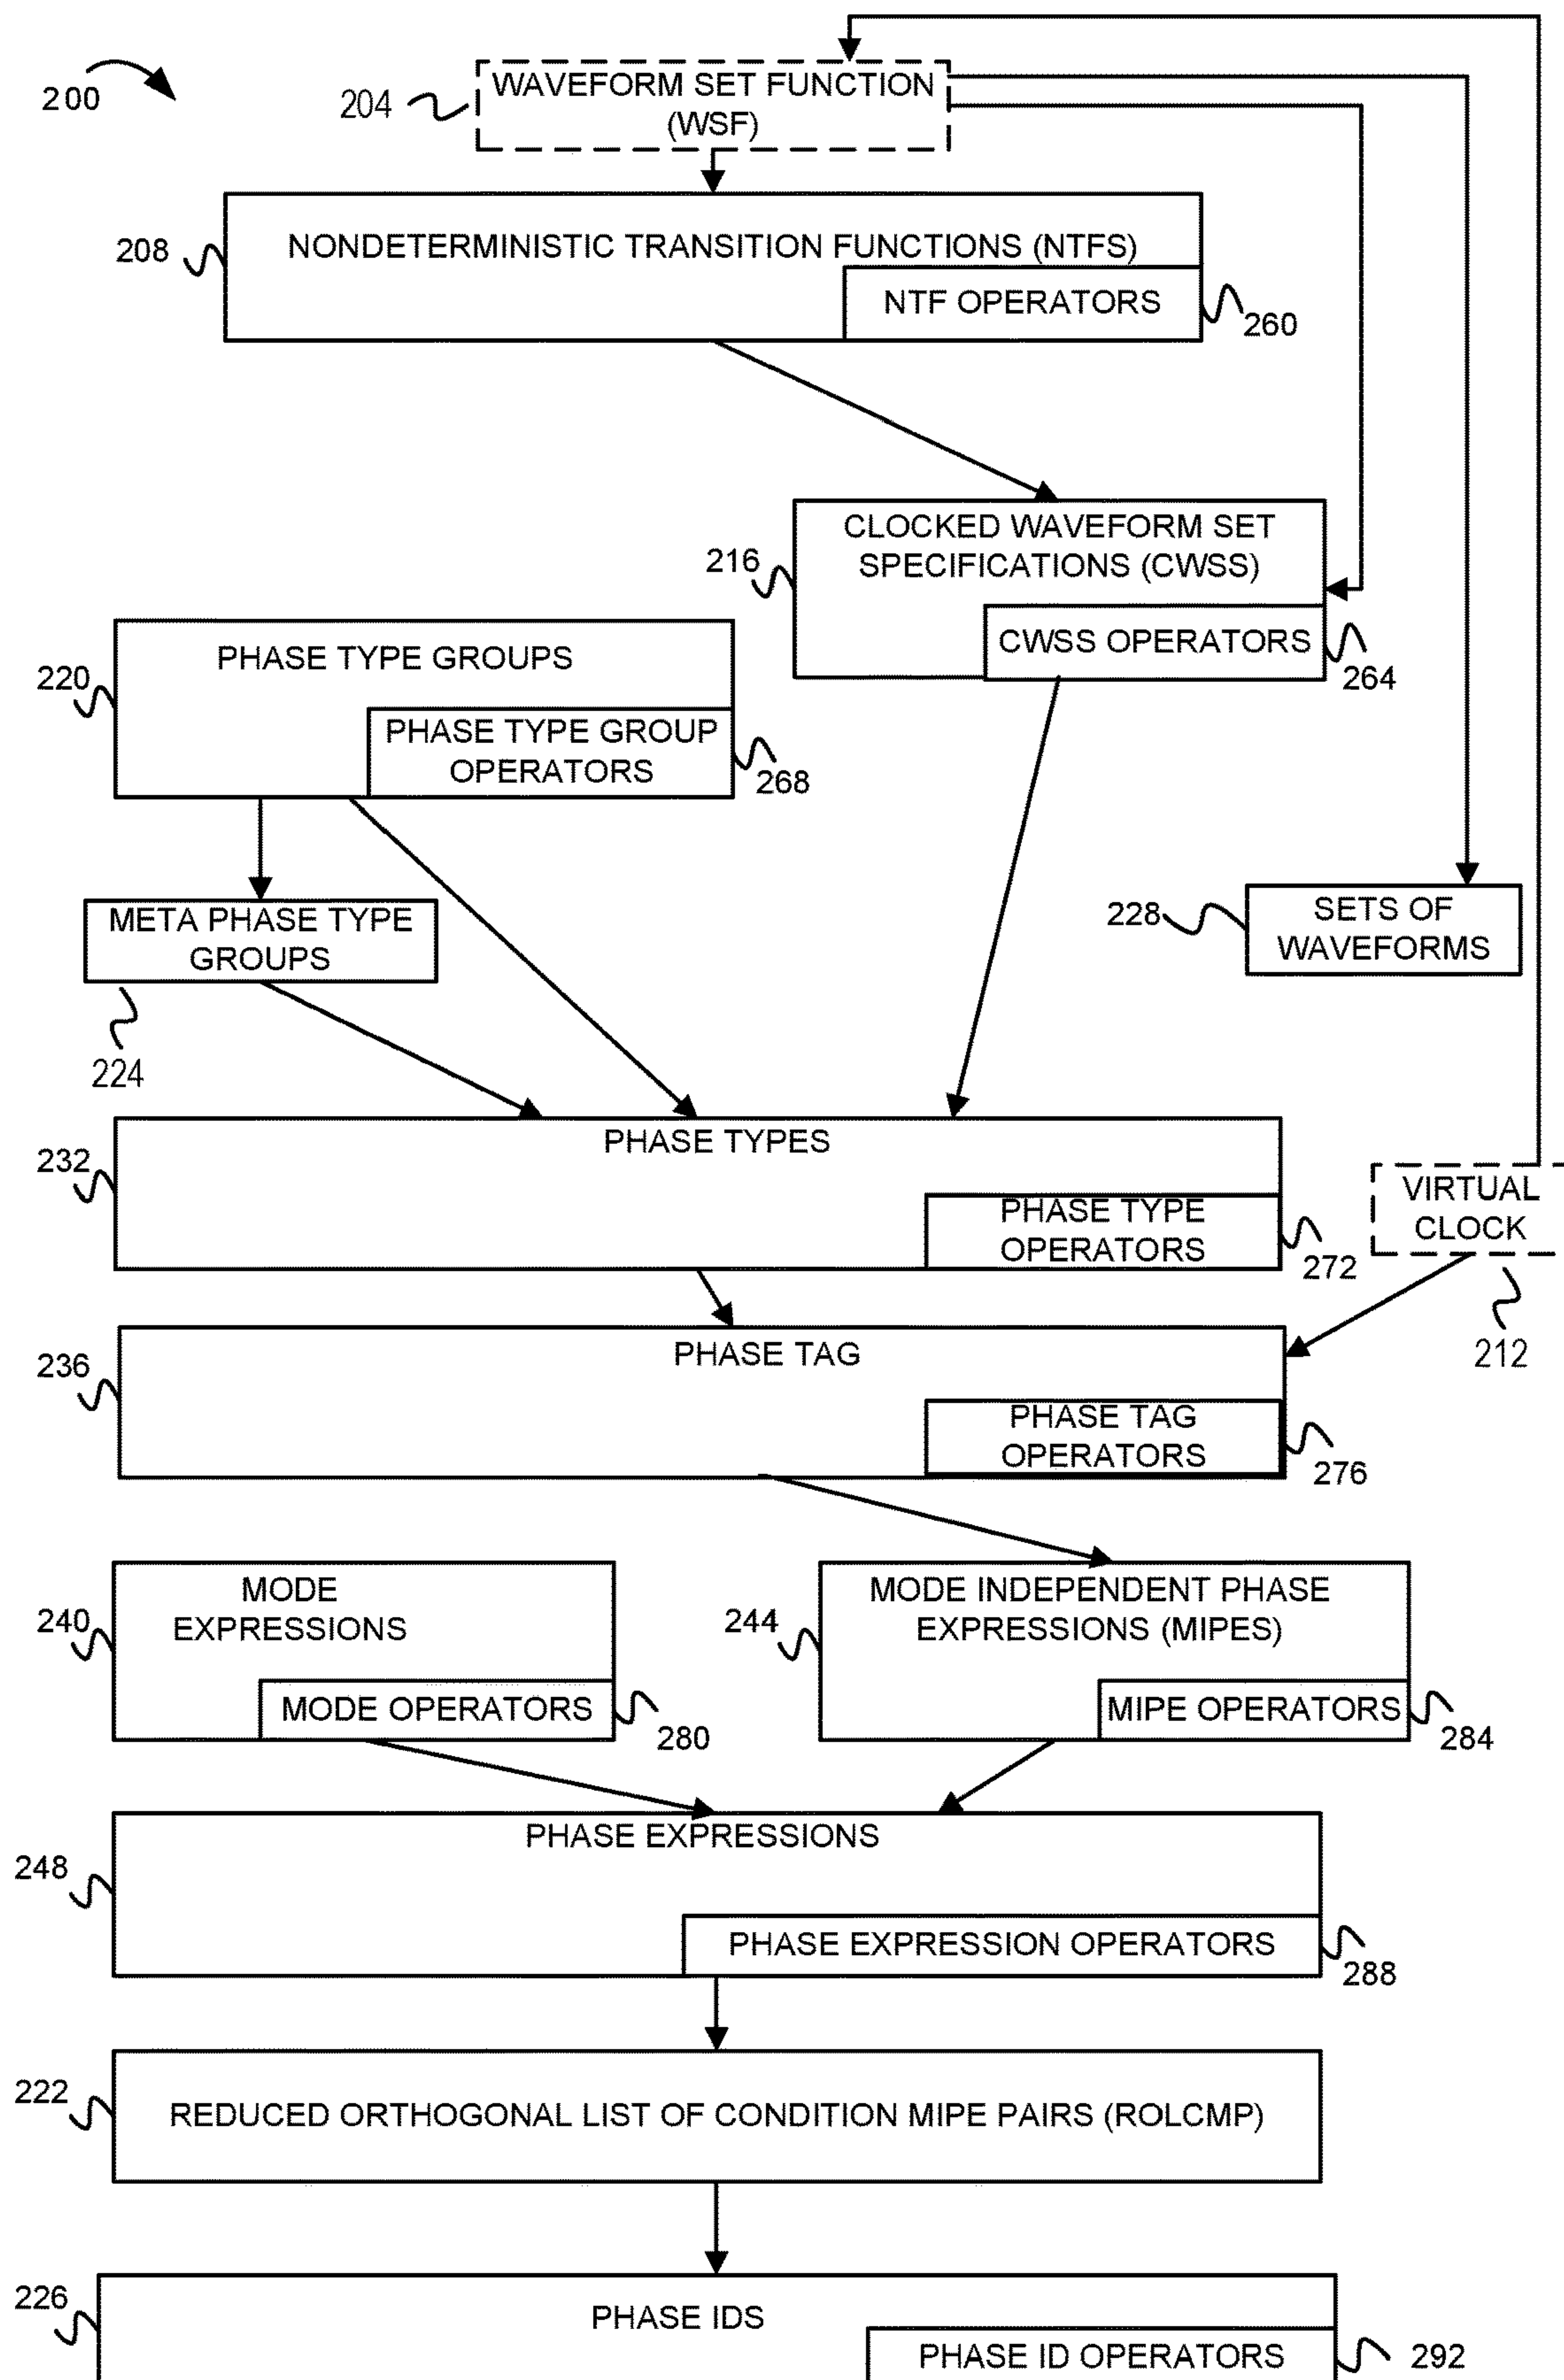 200
204
WAVEFORM SET FUNCTION
(WSF)
208
NONDETERMINISTIC TRANSITION FUNCTIONS (NTFS)
NTF OPERATORS
260
216
CLOCKED WAVEFORM SET
SPECIFICATIONS (CWSS)
CWSS OPERATORS
264
220
PHASE TYPE GROUPS
PHASE TYPE GROUP
OPERATORS
268
META PHASE TYPE
GROUPS
224
228
SETS OF
WAVEFORMS
232
PHASE TYPES
PHASE TYPE
OPERATORS
272
VIRTUAL
CLOCK
212
236
PHASE TAG
PHASE TAG
OPERATORS
276
240
MODE
EXPRESSIONS
MODE OPERATORS
280
244
MODE INDEPENDENT PHASE
EXPRESSIONS (MIPES)
MIPE OPERATORS
284
248
PHASE EXPRESSIONS
PHASE EXPRESSION OPERATORS
288
222
REDUCED ORTHOGONAL LIST OF CONDITION MIPE PAIRS (ROLCMP)
226
PHASE IDS
PHASE ID OPERATORS
292